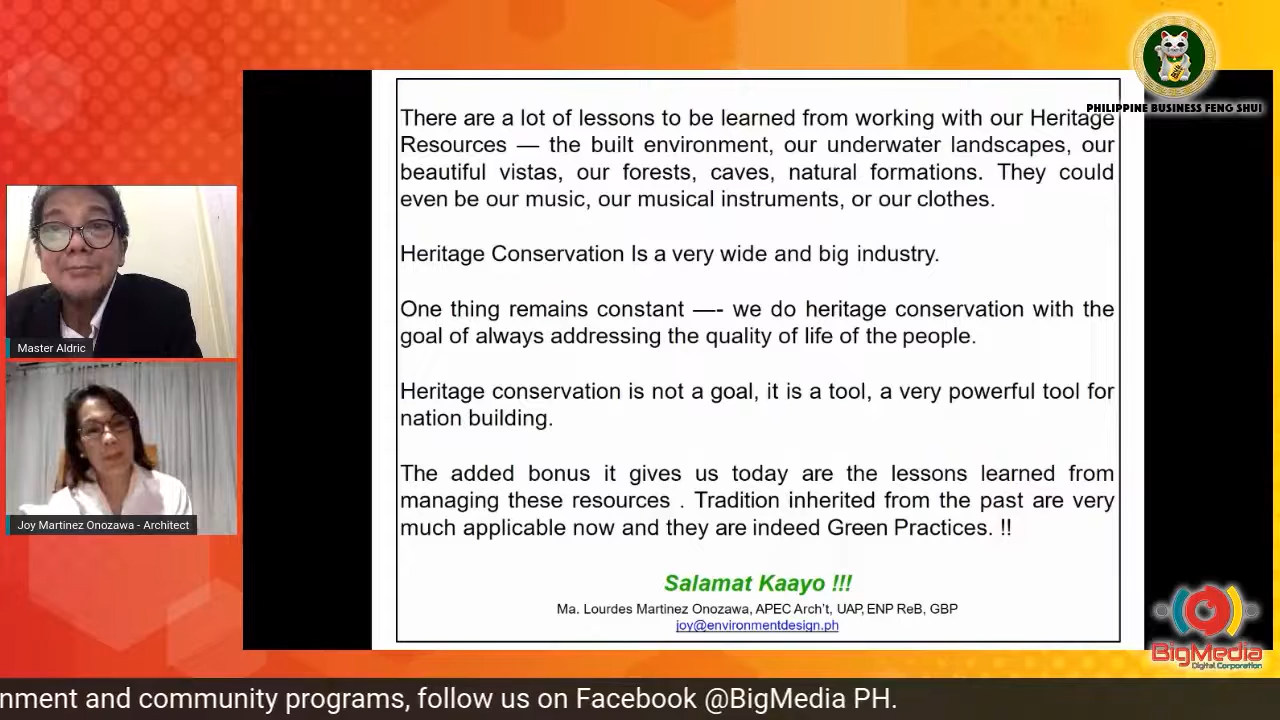 PHILIPPINE BUSINESS FENG SHUI
There are a lot of lessons to be learned from working with our Heritage
Resources — the built environment, our underwater landscapes, our
beautiful vistas, our forests, caves, natural formations. They could
even be our music, our musical instruments, or our clothes.
Heritage Conservation Is a very wide and big industry.
One thing remains constant —- we do heritage conservation with the
goal of always addressing the quality of life of the people.
Heritage conservation is not a goal, it is a tool, a very powerful tool for
nation building.
The added bonus it gives us today are the lessons learned from
managing these resources . Tradition inherited from the past are very
much applicable now and they are indeed Green Practices. !!
Salamat Kaayo !!!
Ma. Lourdes Martinez Onozawa, APEC Arch't, UAP, ENP ReB, GBP
joy@environmentdesign.ph
Master Aldric
Joy Martinez Onozawa - Architect
BigMedia
Digital Corporation
nment and community programs, follow us on Facebook @BigMedia PH.